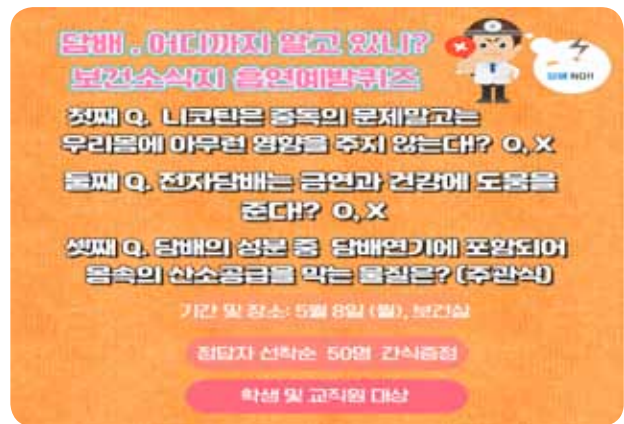 담배 . 어디까지 알고 있니?
보건소식지 흡연예방퀴즈
담배 NO!!
첫째 Q. 니코틴은 중독의 문제말고는
우리몸에 아무런 영향을 주지 않는대? O, X
둘째 Q. 전자담배는 금연과 건강에 도움을
준대? O, X
셋째 Q. 담배의 성분 중 담배연기에 포함되어
몸속의 산소공급을 막는 물질은? (주관식)
기간 및 장소: 5월 8일 (월), 보건실
정답자 선착순 50명 간식증정
학생 및 교직원 대상